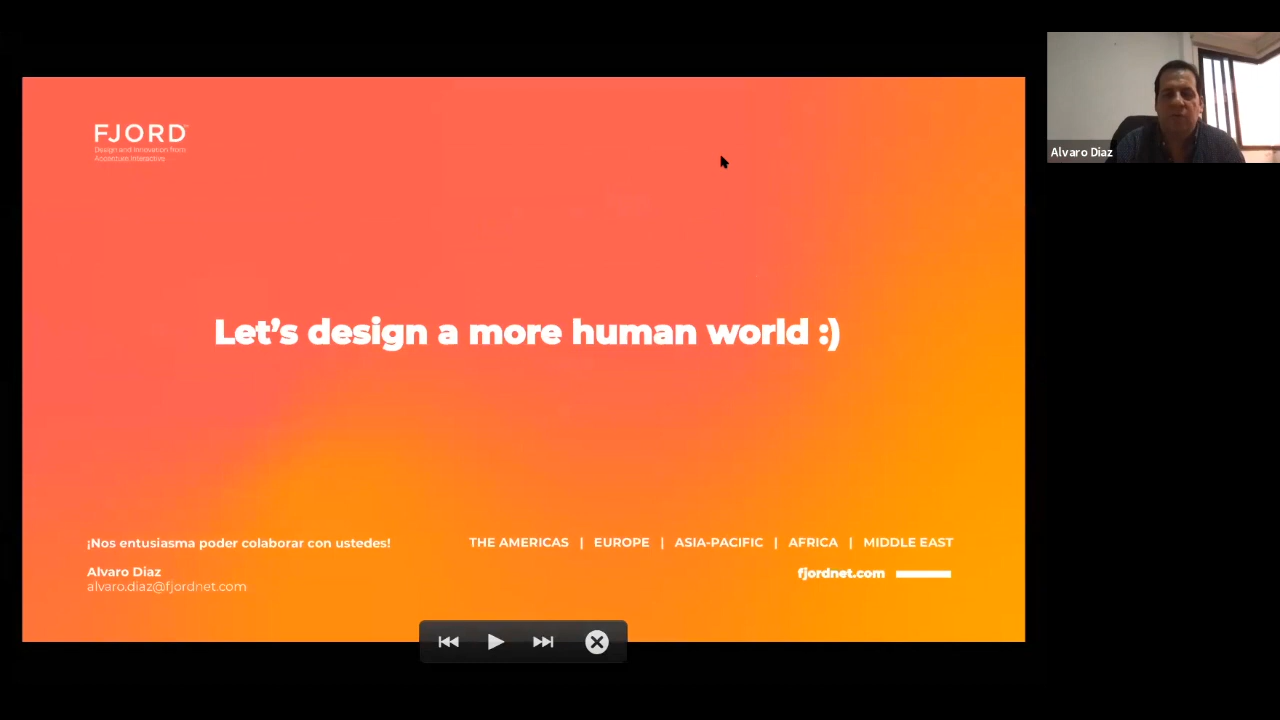 FJORD
Design and Innovation from
Accenture Interactive
Alvaro Diaz
Let's design a more human world :)
¡Nos entusiasma poder colaborar con ustedes!
Alvaro Diaz
alvaro.diaz@fjordnet.com
THE AMERICAS | EUROPE | ASIA-PACIFIC | AFRICA | MIDDLE EAST
fjordnet.com